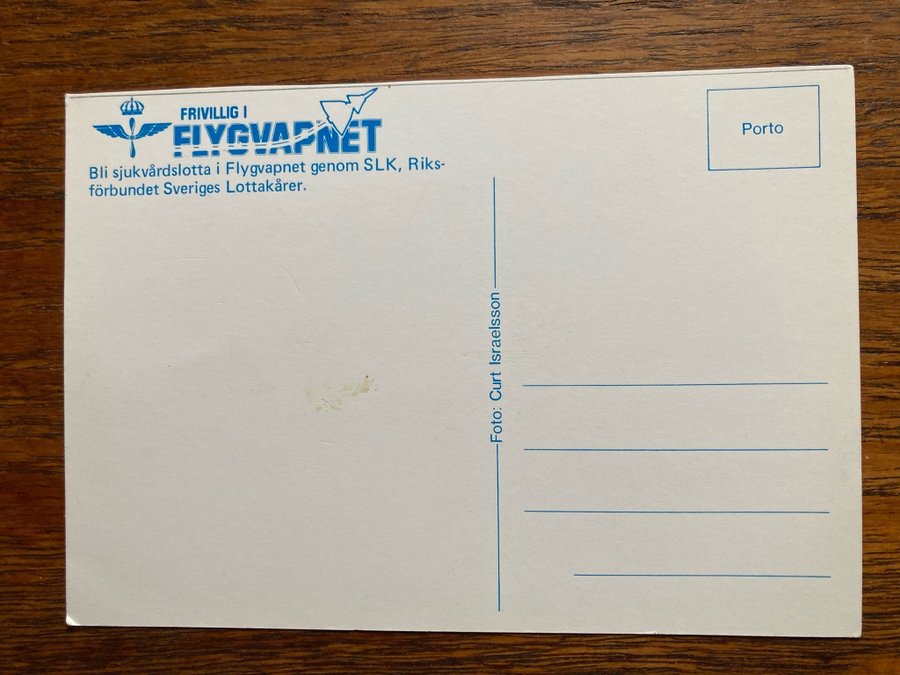 FRIVILLIG I
FLYGVAPNET
Bli sjukvårdslotta i Flygvapnet genom SLK, Riks-
förbundet Sveriges Lottakårer.
Porto
Foto: Curt Israelsson